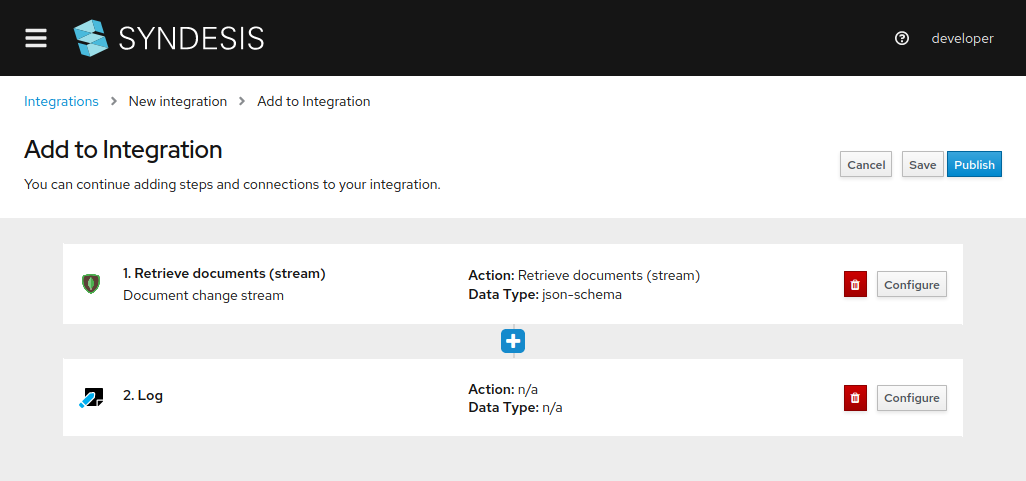 SYNDESIS
developer
Integrations > New integration > Add to Integration
Add to Integration
You can continue adding steps and connections to your integration.
Cancel
Save
Publish
1. Retrieve documents (stream)
Document change stream
Action: Retrieve documents (stream)
Data Type: json-schema
Configure
2. Log
Action: n/a
Data Type: n/a
Configure